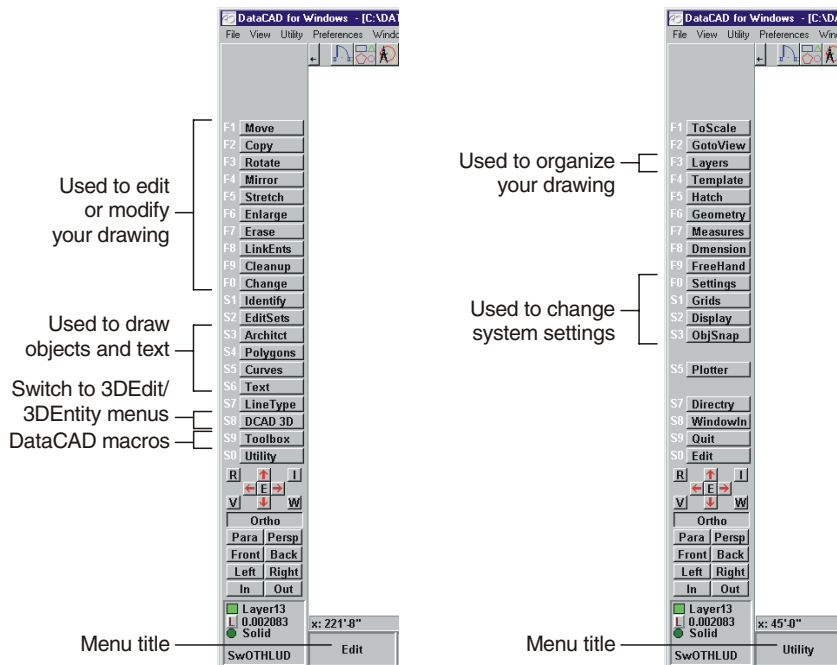 DataCAD for Windows - [C:\DAT
File View Utility Preferences Windo
F1 Move
F2 Copy
F3 Rotate
F4 Mirror
F5 Stretch
F6 Enlarge
F7 Erase
F8 LinkEnts
F9 Cleanup
F0 Change
S1 Identify
S2 EditSets
S3 Architct
S4 Polygons
S5 Curves
S6 Text
S7 LineType
S8 DCAD 3D
S9 Toolbox
S0 Utility
R I
E
V W
Ortho
Para Persp
Front Back
Left Right
In Out
Layer13
L 0.002083
Solid
SwOTHLUD
x: 221'-8"
Edit
Used to edit
or modify
your drawing
Used to draw
objects and text
Switch to 3DEdit/
3DEntity menus
DataCAD macros
Menu title
DataCAD for Windows - [C:\DA
File View Utility Preferences Windo
F1 ToScale
F2 GotoView
F3 Layers
F4 Template
F5 Hatch
F6 Geometry
F7 Measures
F8 Dmension
F9 FreeHand
F0 Settings
S1 Grids
S2 Display
S3 ObjSnap
S5 Plotter
S7 Directry
S8 WindowIn
S9 Quit
S0 Edit
R I
E
V W
Ortho
Para Persp
Front Back
Left Right
In Out
Layer13
L 0.002083
Solid
SwOTHLUD
x: 45'-0"
Utility
Used to organize
your drawing
Used to change
system settings
Menu title